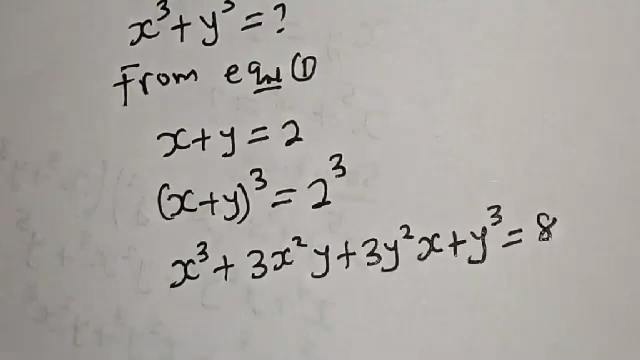 x³ + y³ = ?
From eqn ①
x + y = 2
(x + y)³ = 2³
x³ + 3x²y + 3y²x + y³ = 8